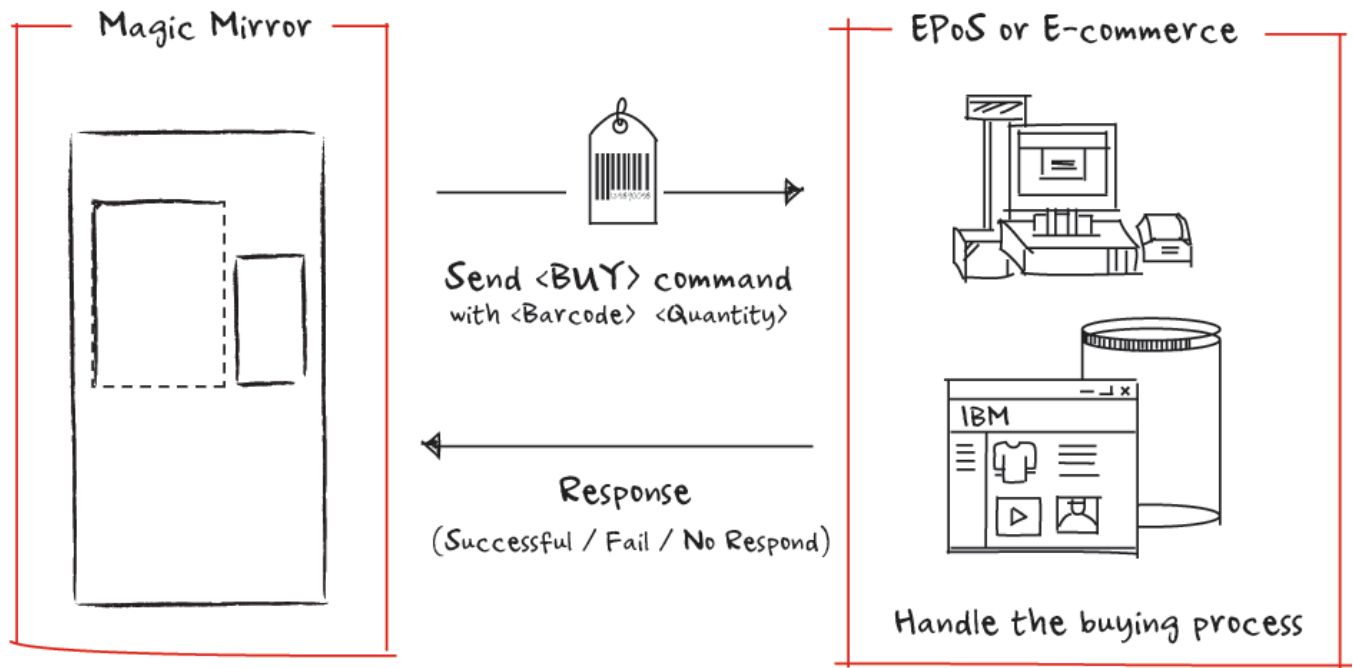 Magic Mirror
EPoS or E-commerce
Send <BUY> command
with <Barcode> <Quantity>
IBM
Response
(Successful / Fail / No Respond)
Handle the buying process